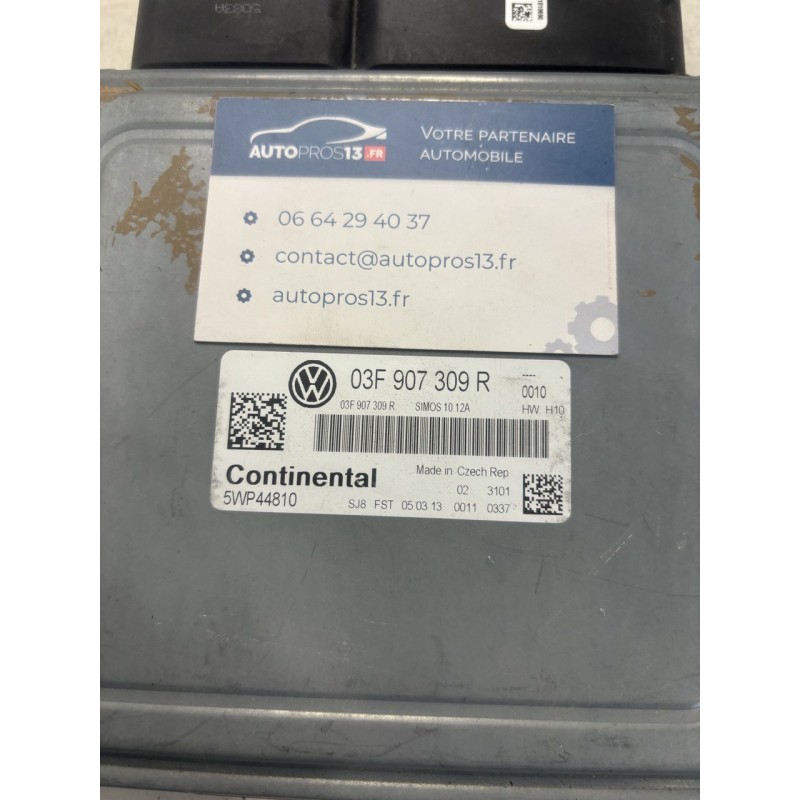 AUTOPROS13.FR
VOTRE PARTENAIRE
AUTOMOBILE
06 64 29 40 37
contact@autopros13.fr
autopros13.fr
03F 907 309 R ----
0010
03F 907 309 R SIMOS 10.12A HW: H10
Continental Made in Czech Rep
02 3101
5WP44810
SJ8 FST 05.03.13 0011 0337